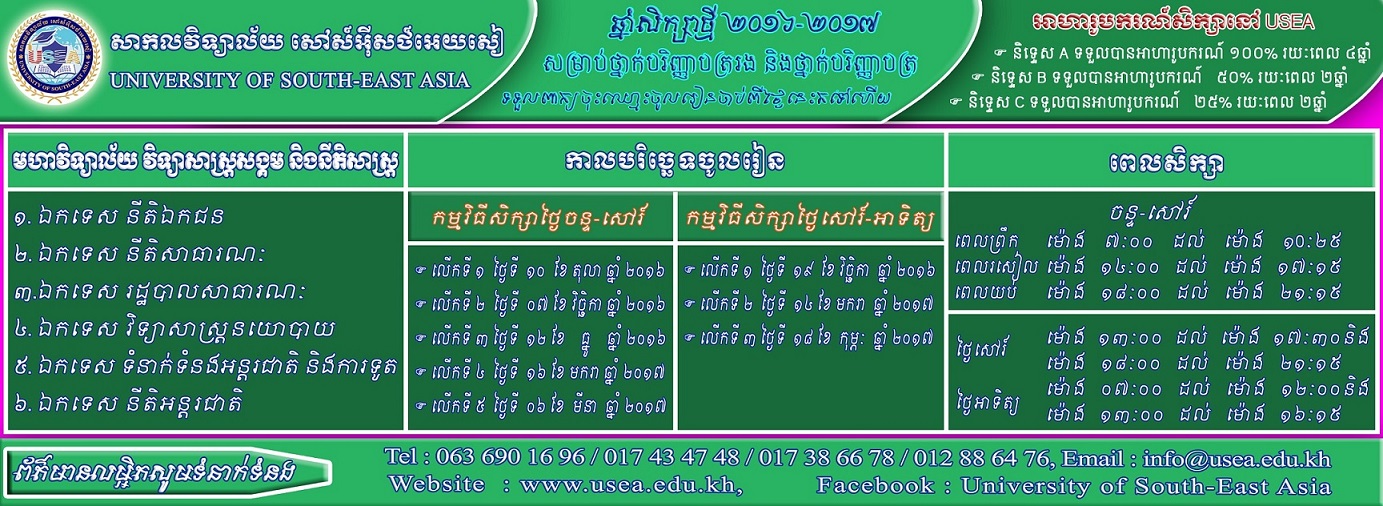 សាកលវិទ្យាល័យ សៅស៍អ៊ីសថ៍អេយសៀ
UNIVERSITY OF SOUTH-EAST ASIA
USEA
UNIVERSITY OF SOUTH-EAST ASIA
ឆ្នាំសិក្សាថ្មី ២០១៦-២០១៧
សម្រាប់ថ្នាក់បរិញ្ញាបត្ររង និងថ្នាក់បរិញ្ញាបត្រ
ទទួលពាក្យចុះឈ្មោះចូលរៀនចាប់ពីថ្ងៃនេះតទៅហើយ
អាហារូបករណ៍សិក្សានៅ USEA
☞ និទ្ទេស A ទទួលបានអាហារូបករណ៍ ១០០% រយៈពេល ៤ឆ្នាំ
☞ និទ្ទេស B ទទួលបានអាហារូបករណ៍ ៥០% រយៈពេល ២ឆ្នាំ
☞ និទ្ទេស C ទទួលបានអាហារូបករណ៍ ២៥% រយៈពេល ២ឆ្នាំ
មហាវិទ្យាល័យ វិទ្យាសាស្ត្រសង្គម និងនីតិសាស្ត្រ
១. ឯកទេស នីតិឯកជន
២. ឯកទេស នីតិសាធារណៈ
៣.ឯកទេស រដ្ឋបាលសាធារណៈ
៤. ឯកទេស វិទ្យាសាស្ត្រនយោបាយ
៥. ឯកទេស ទំនាក់ទំនងអន្តរជាតិ និងការទូត
៦. ឯកទេស នីតិអន្តរជាតិ
កាលបរិច្ឆេទចូលរៀន
កម្មវិធីសិក្សាថ្ងៃចន្ទ-សៅរ៍
☞ លើកទី ១ ថ្ងៃទី ១០ ខែ តុលា ឆ្នាំ ២០១៦
☞ លើកទី ២ ថ្ងៃទី ០៧ ខែ វិច្ឆិកា ឆ្នាំ ២០១៦
☞ លើកទី ៣ ថ្ងៃទី ១២ ខែ ធ្នូ ឆ្នាំ ២០១៦
☞ លើកទី ៤ ថ្ងៃទី ១៦ ខែ មករា ឆ្នាំ ២០១៧
☞ លើកទី ៥ ថ្ងៃទី ០៦ ខែ មីនា ឆ្នាំ ២០១៧
កម្មវិធីសិក្សាថ្ងៃសៅរ៍-អាទិត្យ
☞ លើកទី ១ ថ្ងៃទី ១៩ ខែ វិច្ឆិកា ឆ្នាំ ២០១៦
☞ លើកទី ២ ថ្ងៃទី ១៤ ខែ មករា ឆ្នាំ ២០១៧
☞ លើកទី ៣ ថ្ងៃទី ១៨ ខែ កុម្ភៈ ឆ្នាំ ២០១៧
ពេលសិក្សា
ចន្ទ-សៅរ៍
ពេលព្រឹក ម៉ោង ៧:០០ ដល់ ម៉ោង ១០:២៥
ពេលរសៀល ម៉ោង ១៤:០០ ដល់ ម៉ោង ១៧:១៥
ពេលយប់ ម៉ោង ១៨:០០ ដល់ ម៉ោង ២១:១៥
ថ្ងៃសៅរ៍ ម៉ោង ១៣:០០ ដល់ ម៉ោង ១៧:៣០និង
ម៉ោង ១៨:០០ ដល់ ម៉ោង ២១:១៥
ថ្ងៃអាទិត្យ ម៉ោង ០៧:០០ ដល់ ម៉ោង ១២:០០និង
ម៉ោង ១៣:០០ ដល់ ម៉ោង ១៦:១៥
ព័ត៌មានលម្អិតសូមទំនាក់ទំនង
Tel : 063 690 16 96 / 017 43 47 48 / 017 38 66 78 / 012 88 64 76, Email : info@usea.edu.kh
Website : www.usea.edu.kh, Facebook : University of South-East Asia